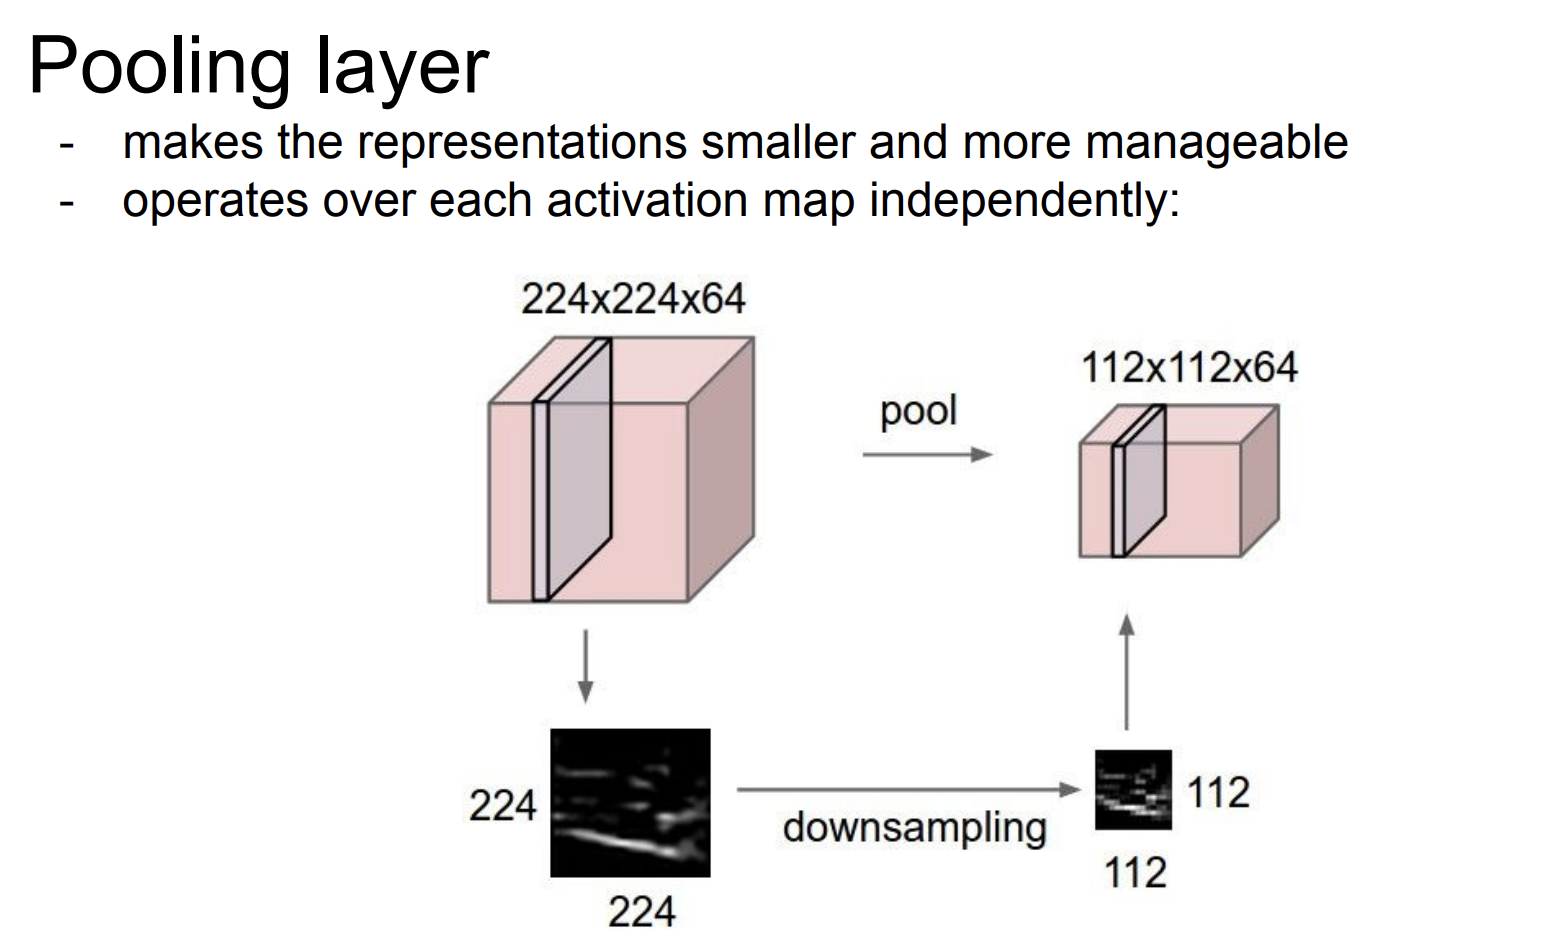 Pooling layer
- makes the representations smaller and more manageable
- operates over each activation map independently:
224x224x64
112x112x64
pool
224
downsampling
112
112
224